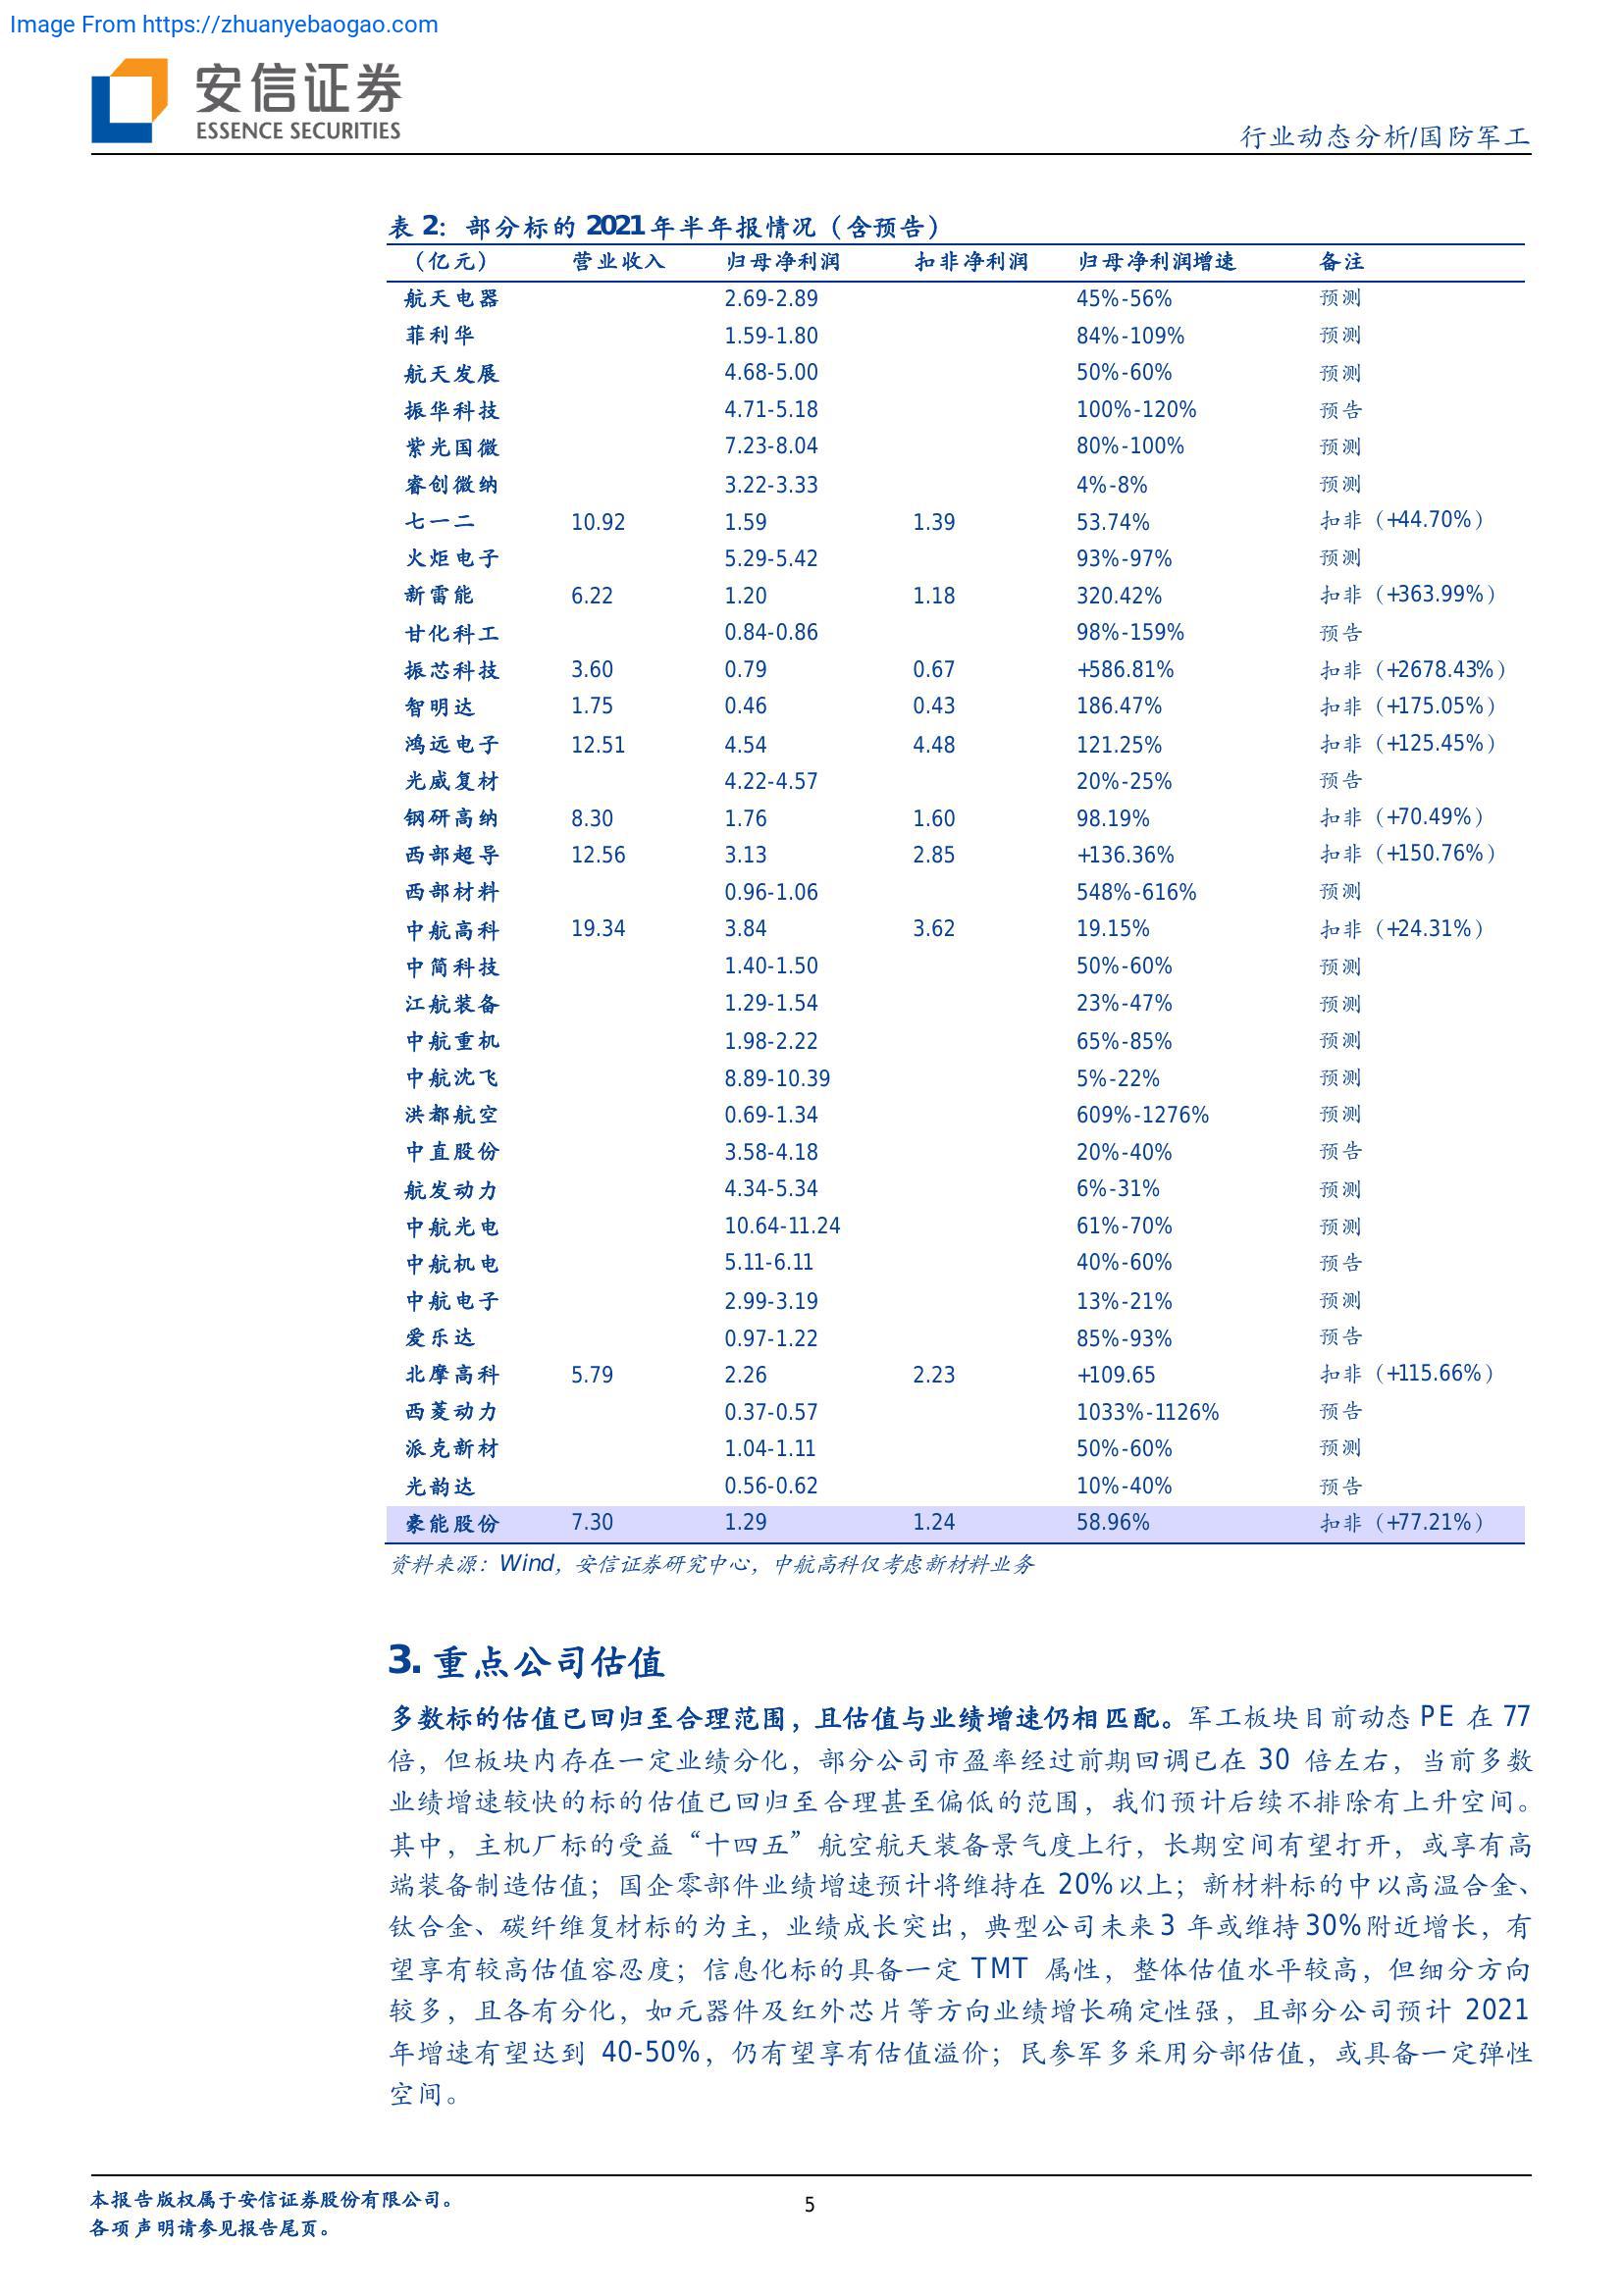 Image From https://zhuanyebaogao.com
安信证券
ESSENCE SECURITIES
行业动态分析/国防军工
表 2：部分标的 2021 年半年报情况（含预告）
（亿元） 营业收入 归母净利润 扣非净利润 归母净利润增速 备注
航天电器 2.69-2.89 45%-56% 预测
菲利华 1.59-1.80 84%-109% 预测
航天发展 4.68-5.00 50%-60% 预测
振华科技 4.71-5.18 100%-120% 预告
紫光国微 7.23-8.04 80%-100% 预测
睿创微纳 3.22-3.33 4%-8% 预测
七一二 10.92 1.59 1.39 53.74% 扣非（+44.70%）
火炬电子 5.29-5.42 93%-97% 预测
新雷能 6.22 1.20 1.18 320.42% 扣非（+363.99%）
甘化科工 0.84-0.86 98%-159% 预告
振芯科技 3.60 0.79 0.67 +586.81% 扣非（+2678.43%）
智明达 1.75 0.46 0.43 186.47% 扣非（+175.05%）
鸿远电子 12.51 4.54 4.48 121.25% 扣非（+125.45%）
光威复材 4.22-4.57 20%-25% 预告
钢研高纳 8.30 1.76 1.60 98.19% 扣非（+70.49%）
西部超导 12.56 3.13 2.85 +136.36% 扣非（+150.76%）
西部材料 0.96-1.06 548%-616% 预测
中航高科 19.34 3.84 3.62 19.15% 扣非（+24.31%）
中简科技 1.40-1.50 50%-60% 预测
江航装备 1.29-1.54 23%-47% 预测
中航重机 1.98-2.22 65%-85% 预测
中航沈飞 8.89-10.39 5%-22% 预测
洪都航空 0.69-1.34 609%-1276% 预测
中直股份 3.58-4.18 20%-40% 预告
航发动力 4.34-5.34 6%-31% 预测
中航光电 10.64-11.24 61%-70% 预测
中航机电 5.11-6.11 40%-60% 预告
中航电子 2.99-3.19 13%-21% 预测
爱乐达 0.97-1.22 85%-93% 预告
北摩高科 5.79 2.26 2.23 +109.65 扣非（+115.66%）
西菱动力 0.37-0.57 1033%-1126% 预告
派克新材 1.04-1.11 50%-60% 预测
光韵达 0.56-0.62 10%-40% 预告
豪能股份 7.30 1.29 1.24 58.96% 扣非（+77.21%）
资料来源：Wind，安信证券研究中心，中航高科仅考虑新材料业务
3. 重点公司估值
多数标的估值已回归至合理范围，且估值与业绩增速仍相匹配。军工板块目前动态 PE 在 77
倍，但板块内存在一定业绩分化，部分公司市盈率经过前期回调已在 30 倍左右，当前多数
业绩增速较快的标的估值已回归至合理甚至偏低的范围，我们预计后续不排除有上升空间。
其中，主机厂标的受益“十四五”航空航天装备景气度上行，长期空间有望打开，或享有高
端装备制造估值；国企零部件业绩增速预计将维持在 20%以上；新材料标的中以高温合金、
钛合金、碳纤维复材标的为主，业绩成长突出，典型公司未来 3 年或维持 30%附近增长，有
望享有较高估值容忍度；信息化标的具备一定 TMT 属性，整体估值水平较高，但细分方向
较多，且各有分化，如元器件及红外芯片等方向业绩增长确定性强，且部分公司预计 2021
年增速有望达到 40-50%，仍有望享有估值溢价；民参军多采用分部估值，或具备一定弹性
空间。
本报告版权属于安信证券股份有限公司。
5
各项声明请参见报告尾页。